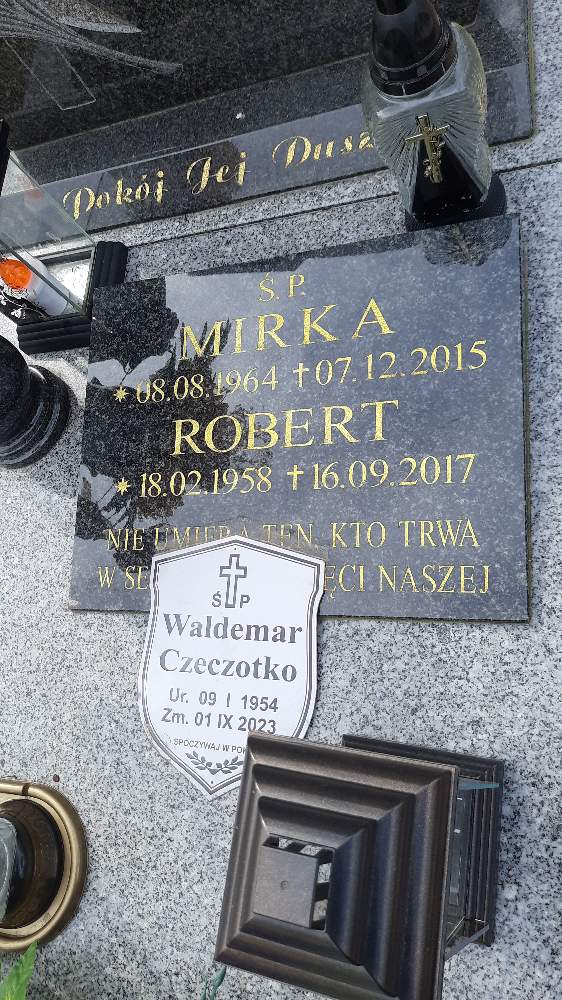 Pokój Jej Dusz
Ś.P.
MIRKA
* 08.08.1964 † 07.12.2015
ROBERT
* 18.02.1958 † 16.09.2017
NIE UMIERA TEN, KTO TRWA
W SE ĘCI NASZEJ
Ś P
Waldemar
Czeczotko
Ur. 09 I 1954
Zm. 01 IX 2023
SPOCZYWAJ W POK